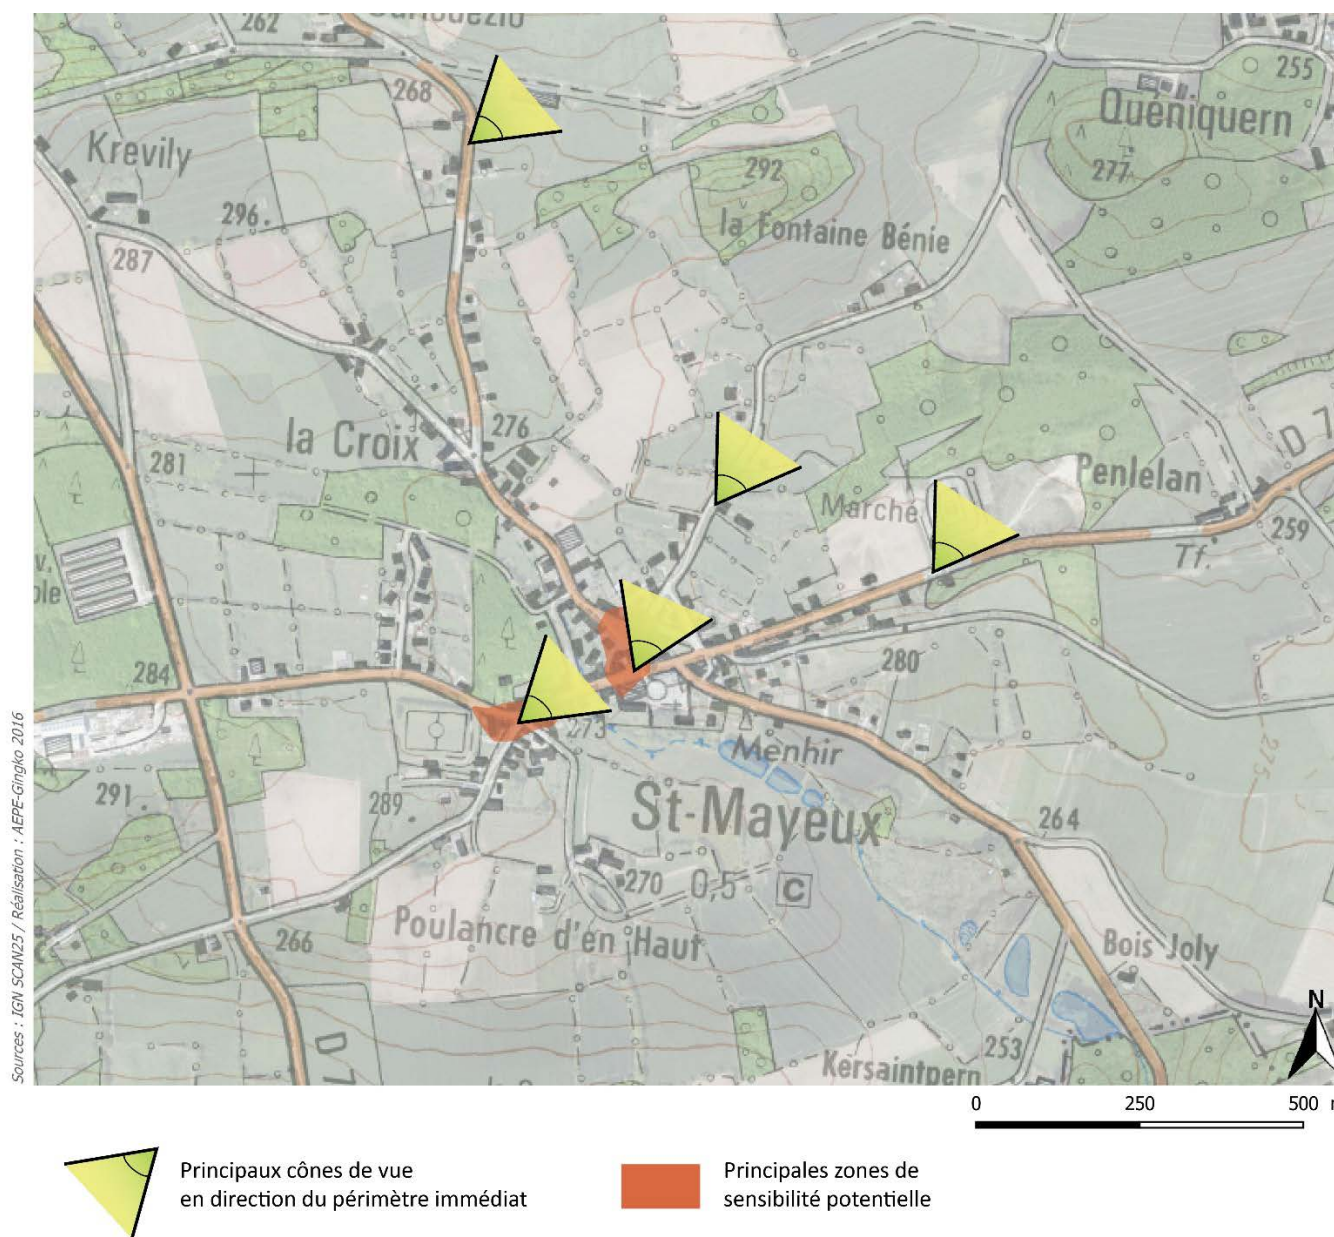 262
268
255
Quéniquern
Krevily
292
277
296.
la Fontaine Bénie
287
276
la Croix
281
Penlelan
D 7
Marché
259
Tf.
284
280
273
Menhir
291.
289
St-Mayeux
264
270
0,5
C
Poulancre d'en Haut
266
Bois Joly
275
D 7
253
Kersaintpern
N
Sources : IGN SCAN25 / Réalisation : AEPE-Gingko 2016
0 250 500
Principaux cônes de vue
en direction du périmètre immédiat
Principales zones de
sensibilité potentielle